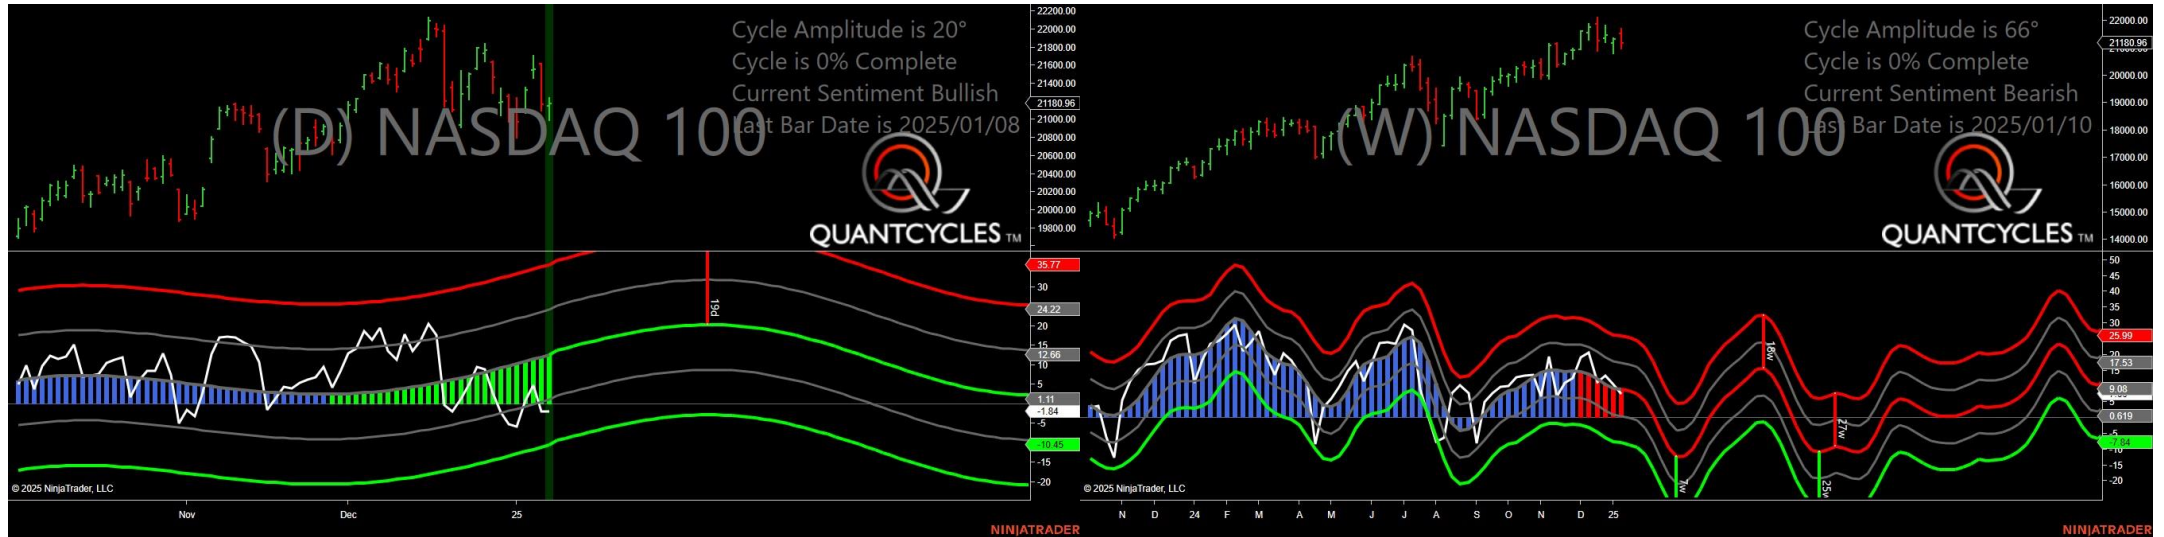 Cycle Amplitude is 20°
Cycle is 0% Complete
Current Sentiment Bullish
Last Bar Date is 2025/01/08
(D) NASDAQ 100
QUANTCYCLES TM
22200.00
22000.00
21800.00
21600.00
21400.00
21180.96
21000.00
20800.00
20600.00
20400.00
20200.00
20000.00
19800.00
35.77
30
24.22
20
15
12.66
10
5
1.11
-1.84
-5
-10.45
-15
-20
19d
© 2025 NinjaTrader, LLC
Nov
Dec
25
NINJATRADER
Cycle Amplitude is 66°
Cycle is 0% Complete
Current Sentiment Bearish
Last Bar Date is 2025/01/10
(W) NASDAQ 100
QUANTCYCLES TM
22000.00
21180.96
20000.00
19000.00
18000.00
17000.00
16000.00
15000.00
14000.00
50
45
40
35
30
25.99
20
17.53
15
9.08
5
0.619
-5
-7.84
-10
-15
-20
18w
27w
7w
25w
© 2025 NinjaTrader, LLC
N
D
24
F
M
A
M
J
J
A
S
O
N
D
25
NINJATRADER